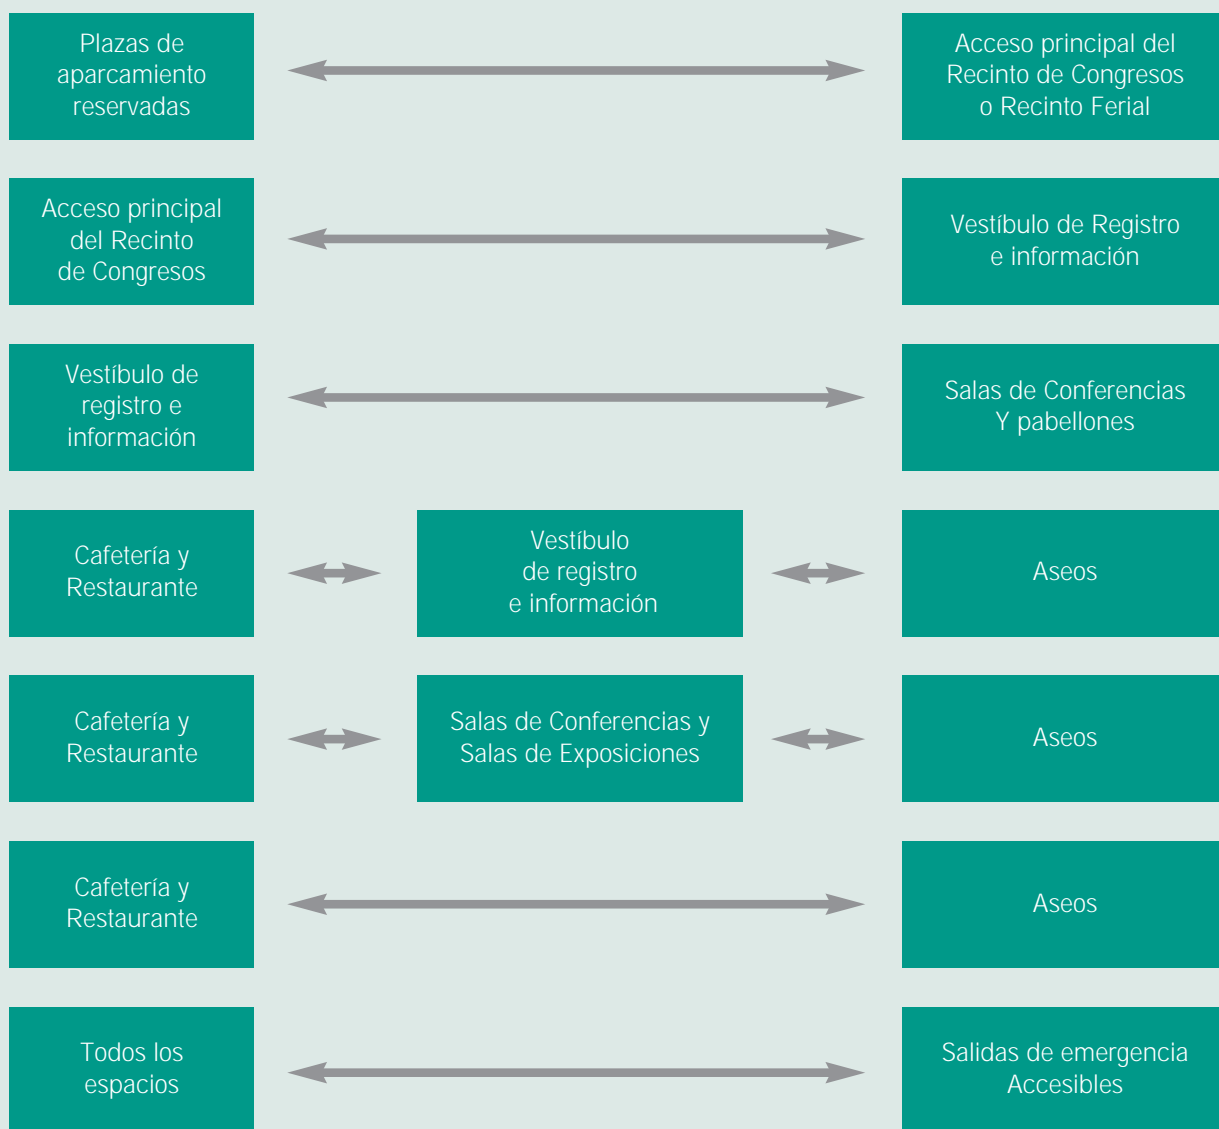 Plazas de
aparcamiento
reservadas
Acceso principal del
Recinto de Congresos
o Recinto Ferial
Acceso principal
del Recinto
de Congresos
Vestíbulo de Registro
e información
Vestíbulo de
registro e
información
Salas de Conferencias
Y pabellones
Cafetería y
Restaurante
Vestíbulo
de registro
e información
Aseos
Cafetería y
Restaurante
Salas de Conferencias y
Salas de Exposiciones
Aseos
Cafetería y
Restaurante
Aseos
Todos los
espacios
Salidas de emergencia
Accesibles